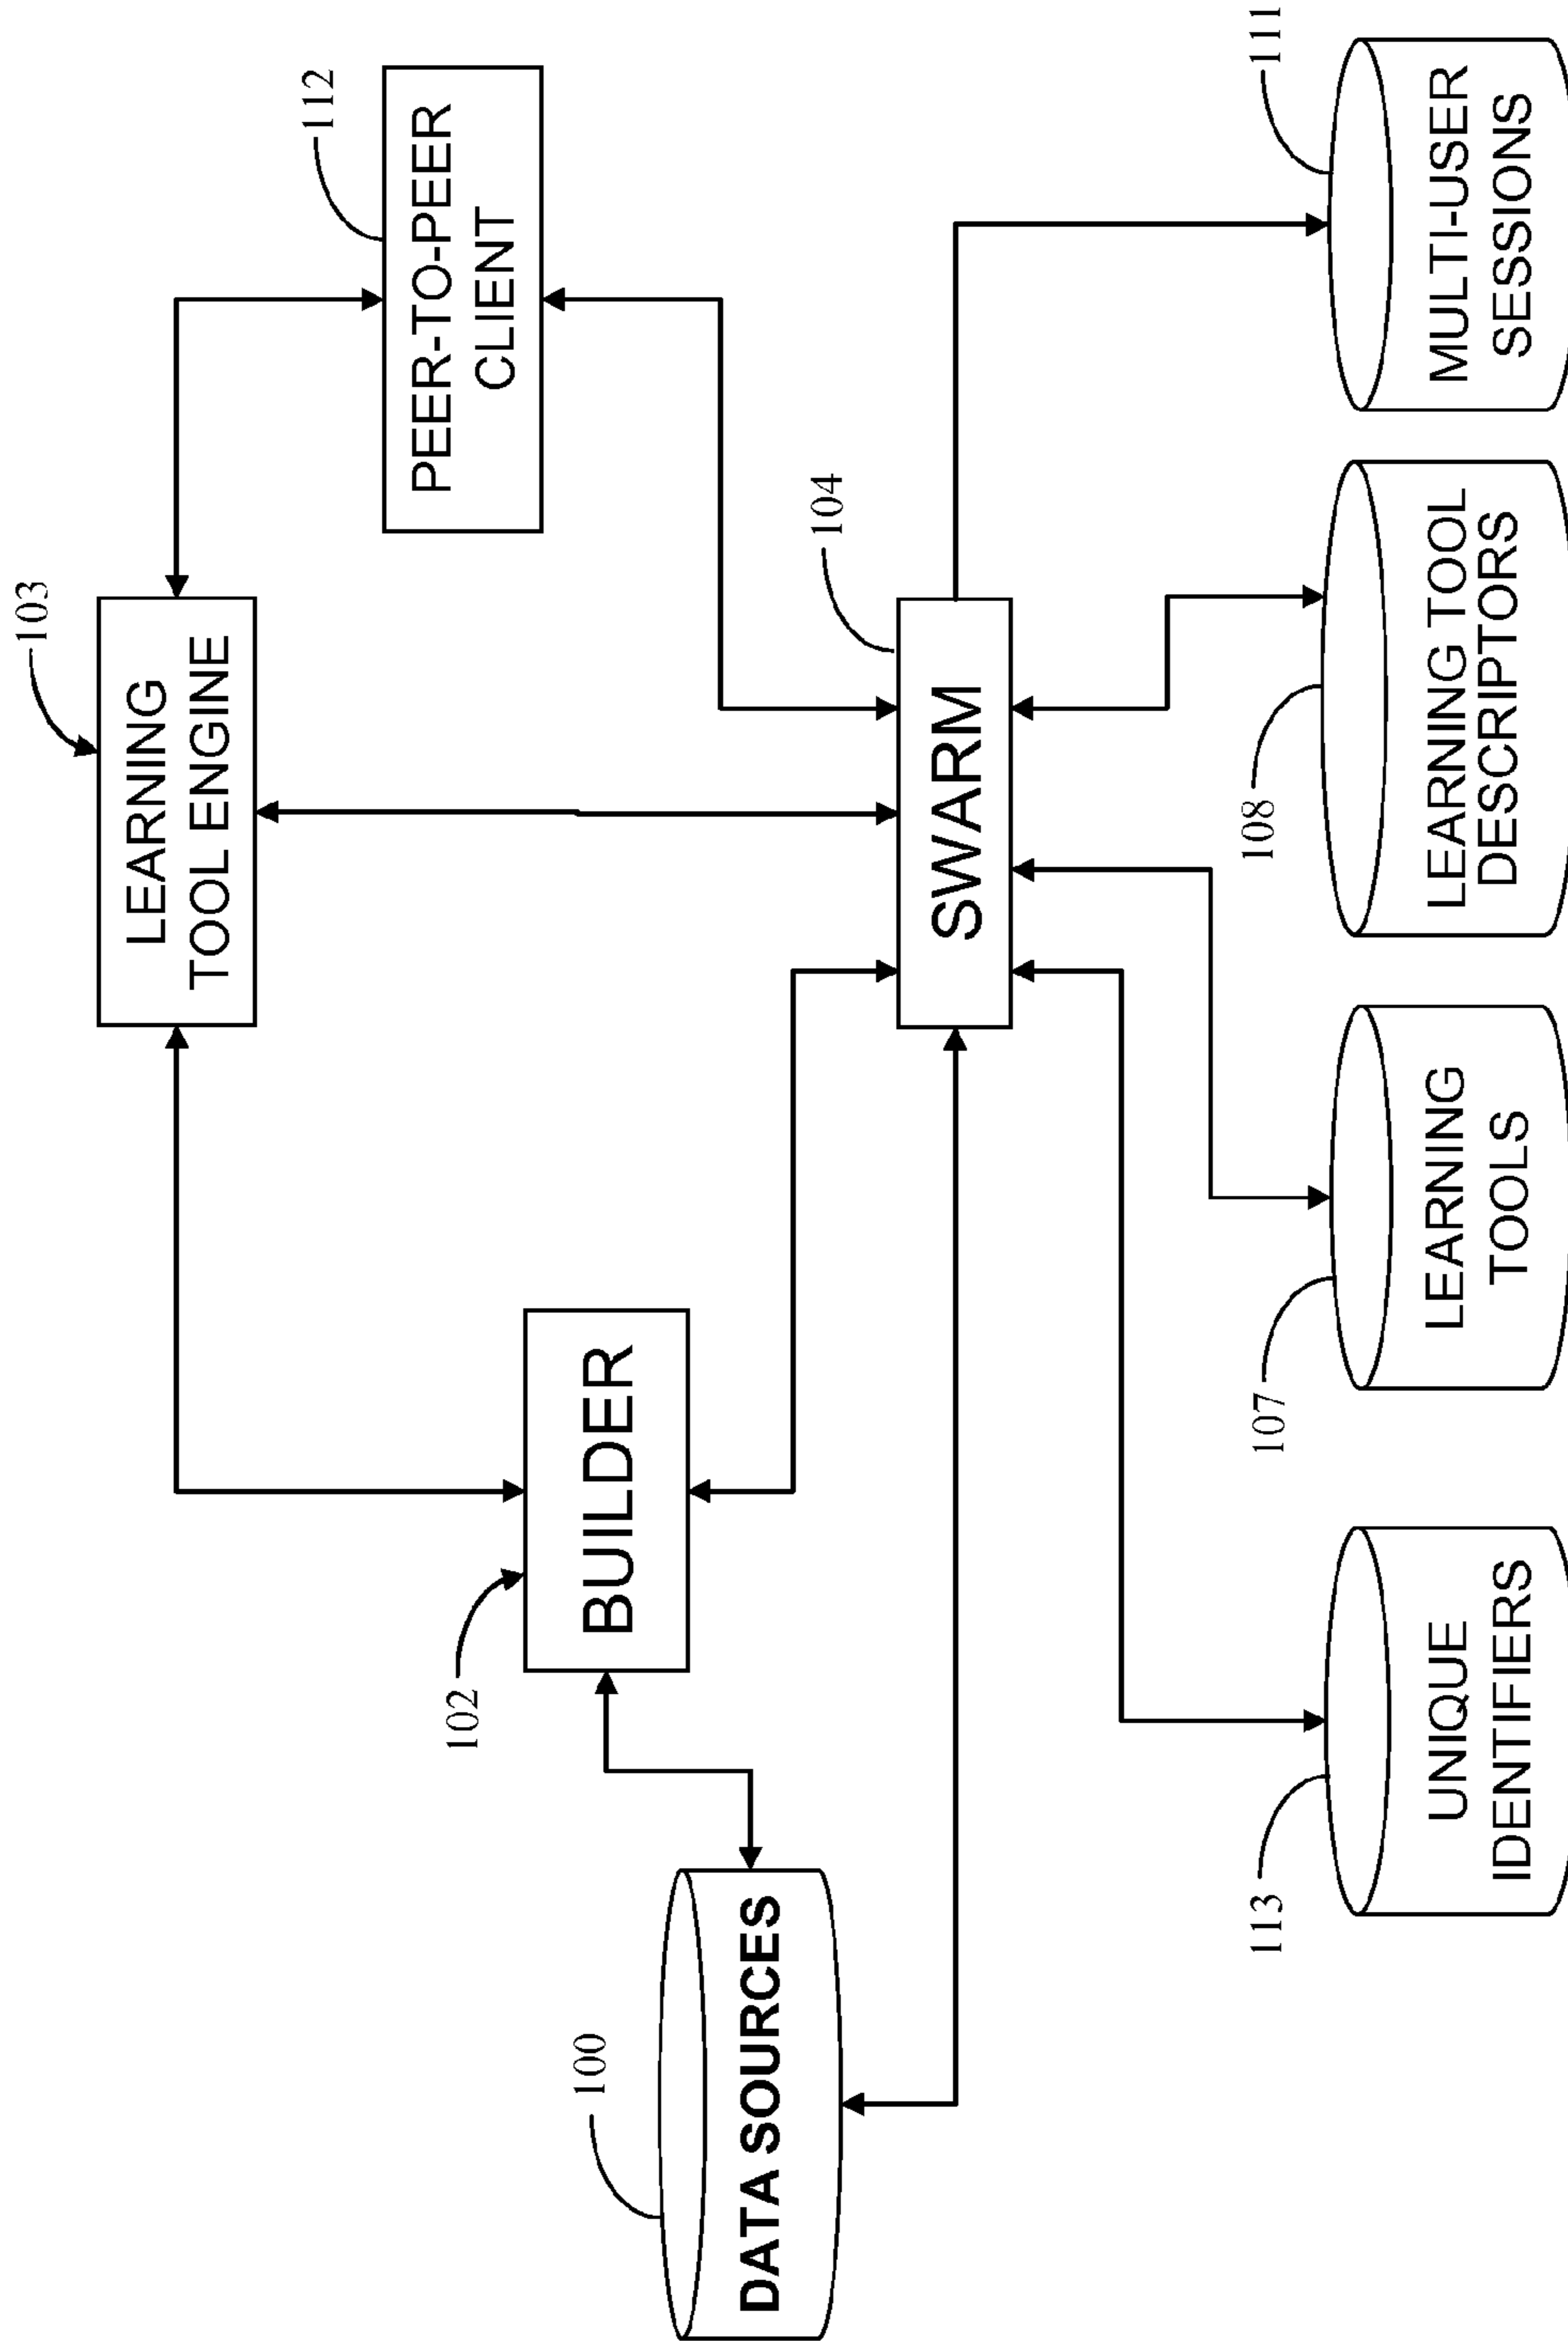 103
LEARNING
TOOL ENGINE
112
PEER-TO-PEER
CLIENT
102
BUILDER
100
DATA SOURCES
104
SWARM
113
UNIQUE
IDENTIFIERS
107
LEARNING
TOOLS
108
LEARNING TOOL
DESCRIPTORS
111
MULTI-USER
SESSIONS